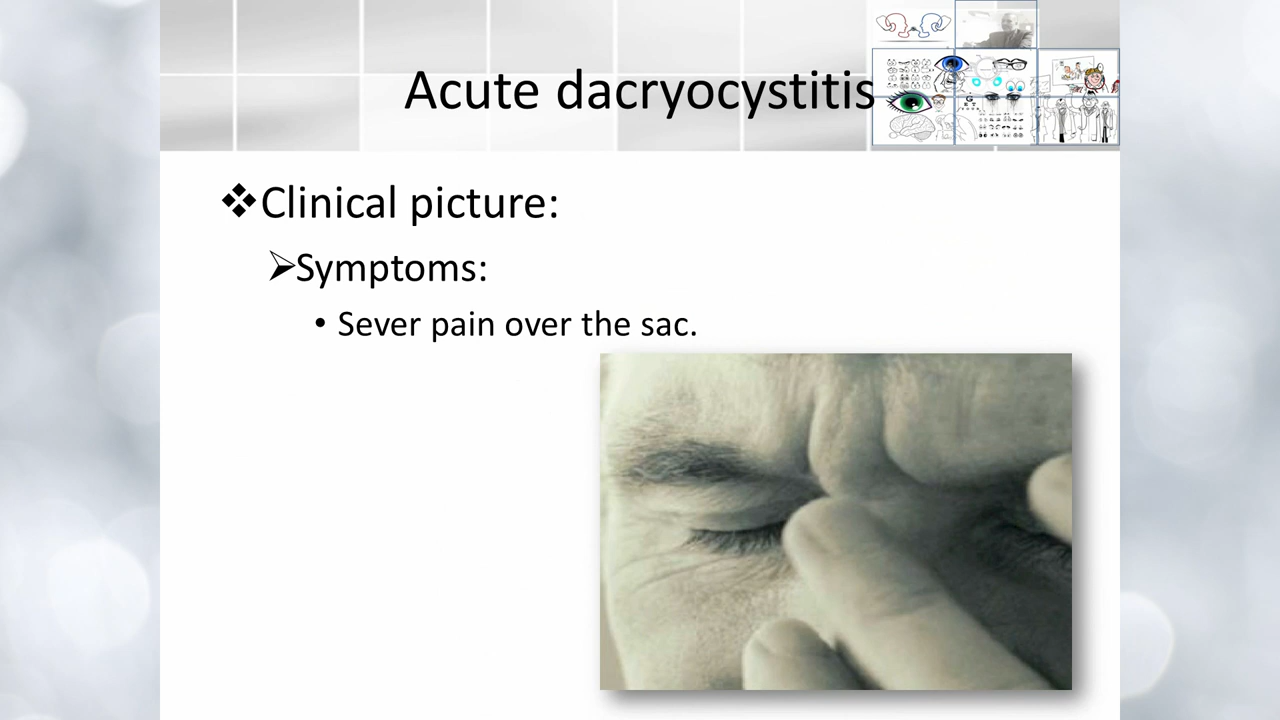 Acute dacryocystitis
❖Clinical picture:
➢Symptoms:
• Sever pain over the sac.